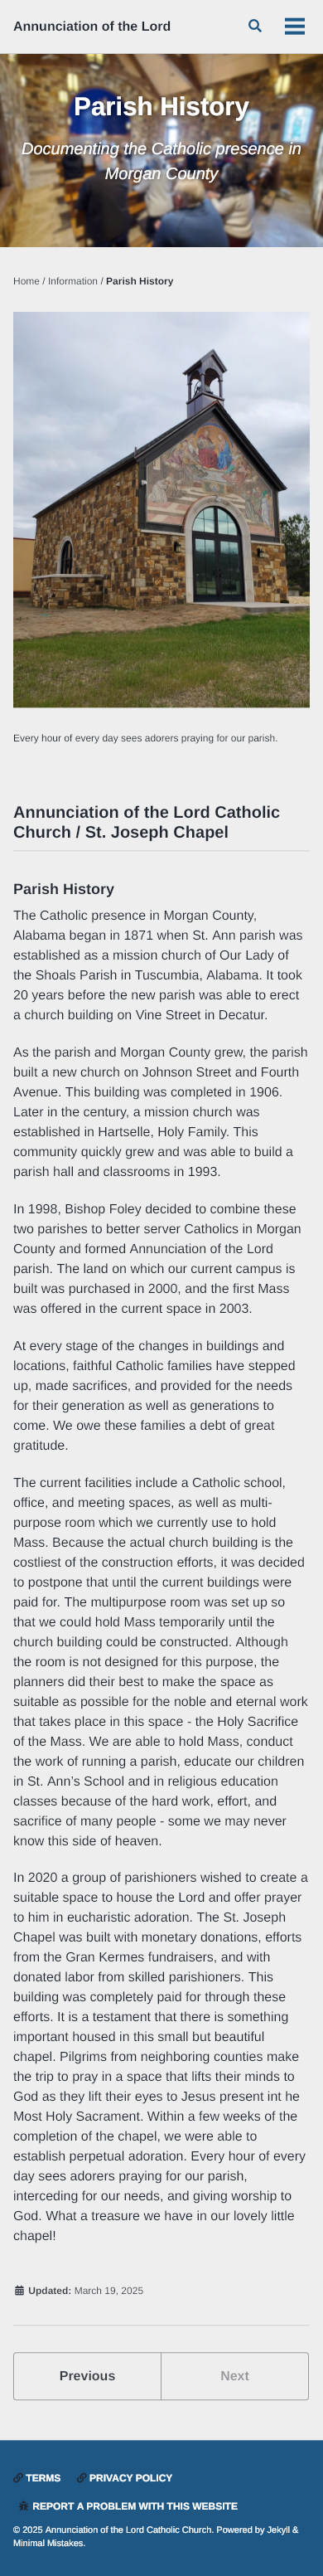 Annunciation of the Lord
Parish History
Documenting the Catholic presence in
Morgan County
Home / Information / Parish History
Every hour of every day sees adorers praying for our parish.
Annunciation of the Lord Catholic
Church / St. Joseph Chapel
Parish History
The Catholic presence in Morgan County,
Alabama began in 1871 when St. Ann parish was
established as a mission church of Our Lady of
the Shoals Parish in Tuscumbia, Alabama. It took
20 years before the new parish was able to erect
a church building on Vine Street in Decatur.
As the parish and Morgan County grew, the parish
built a new church on Johnson Street and Fourth
Avenue. This building was completed in 1906.
Later in the century, a mission church was
established in Hartselle, Holy Family. This
community quickly grew and was able to build a
parish hall and classrooms in 1993.
In 1998, Bishop Foley decided to combine these
two parishes to better server Catholics in Morgan
County and formed Annunciation of the Lord
parish. The land on which our current campus is
built was purchased in 2000, and the first Mass
was offered in the current space in 2003.
At every stage of the changes in buildings and
locations, faithful Catholic families have stepped
up, made sacrifices, and provided for the needs
for their generation as well as generations to
come. We owe these families a debt of great
gratitude.
The current facilities include a Catholic school,
office, and meeting spaces, as well as multi-
purpose room which we currently use to hold
Mass. Because the actual church building is the
costliest of the construction efforts, it was decided
to postpone that until the current buildings were
paid for. The multipurpose room was set up so
that we could hold Mass temporarily until the
church building could be constructed. Although
the room is not designed for this purpose, the
planners did their best to make the space as
suitable as possible for the noble and eternal work
that takes place in this space - the Holy Sacrifice
of the Mass. We are able to hold Mass, conduct
the work of running a parish, educate our children
in St. Ann’s School and in religious education
classes because of the hard work, effort, and
sacrifice of many people - some we may never
know this side of heaven.
In 2020 a group of parishioners wished to create a
suitable space to house the Lord and offer prayer
to him in eucharistic adoration. The St. Joseph
Chapel was built with monetary donations, efforts
from the Gran Kermes fundraisers, and with
donated labor from skilled parishioners. This
building was completely paid for through these
efforts. It is a testament that there is something
important housed in this small but beautiful
chapel. Pilgrims from neighboring counties make
the trip to pray in a space that lifts their minds to
God as they lift their eyes to Jesus present int he
Most Holy Sacrament. Within a few weeks of the
completion of the chapel, we were able to
establish perpetual adoration. Every hour of every
day sees adorers praying for our parish,
interceding for our needs, and giving worship to
God. What a treasure we have in our lovely little
chapel!
Updated: March 19, 2025
Previous
Next
TERMS
PRIVACY POLICY
REPORT A PROBLEM WITH THIS WEBSITE
© 2025 Annunciation of the Lord Catholic Church. Powered by Jekyll &
Minimal Mistakes.